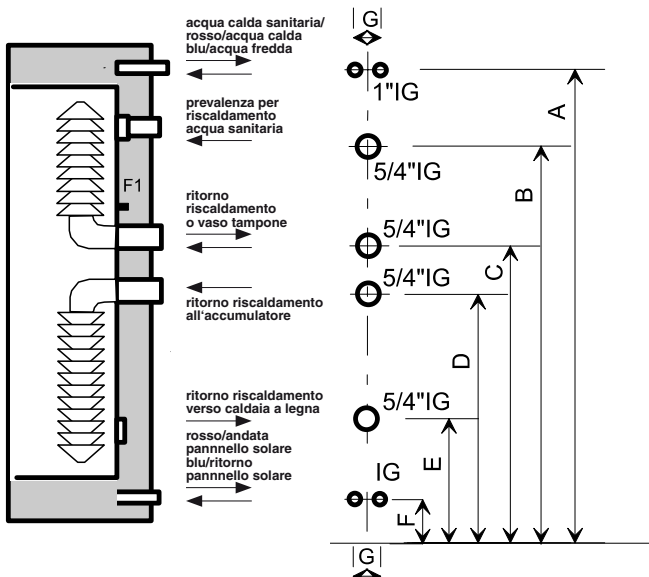 acqua calda sanitaria/
rosso/acqua calda
blu/acqua fredda
prevalenza per
riscaldamento
acqua sanitaria
F1
ritorno
riscaldamento
o vaso tampone
ritorno riscaldamento
all'accumulatore
ritorno riscaldamento
verso caldaia a legna
rosso/andata
pannnello solare
blu/ritorno
pannnello solare
G
1"IG
A
5/4"IG
B
5/4"IG
C
5/4"IG
D
5/4"IG
E
IG
F
G